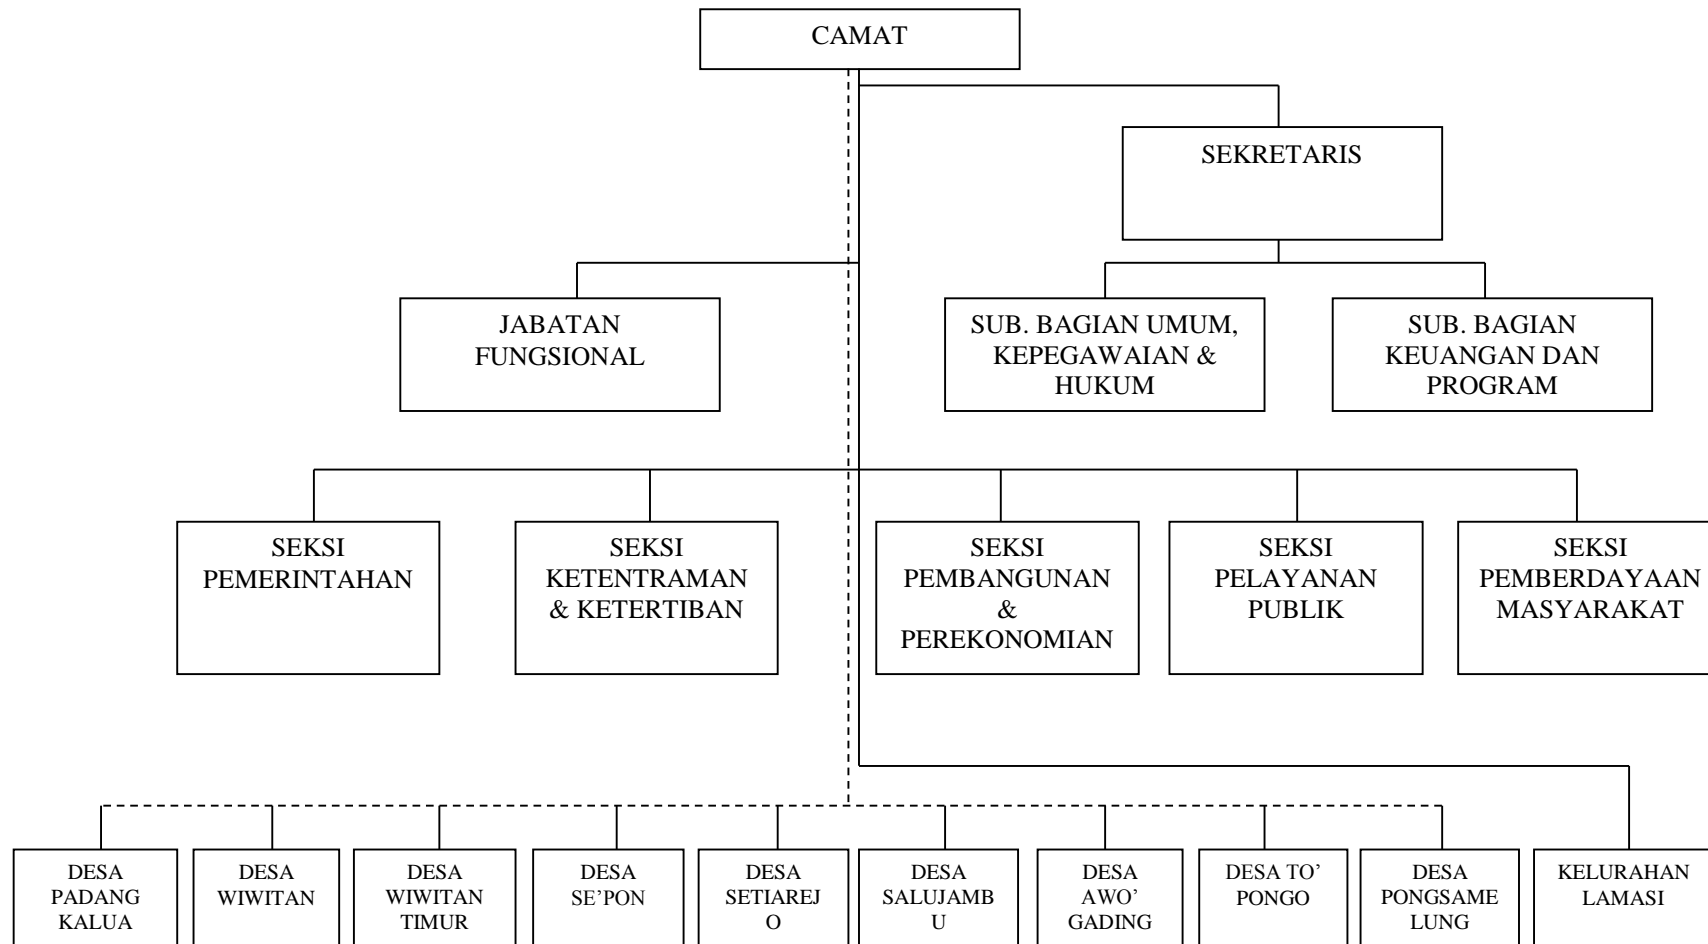 CAMAT
SEKRETARIS
JABATAN
FUNGSIONAL
SUB. BAGIAN UMUM,
KEPEGAWAIAN &
HUKUM
SUB. BAGIAN
KEUANGAN DAN
PROGRAM
SEKSI
PEMERINTAHAN
SEKSI
KETENTRAMAN
& KETERTIBAN
SEKSI
PEMBANGUNAN
&
PEREKONOMIAN
SEKSI
PELAYANAN
PUBLIK
SEKSI
PEMBERDAYAAN
MASYARAKAT
DESA
PADANG
KALUA
DESA
WIWITAN
DESA
WIWITAN
TIMUR
DESA
SE’PON
DESA
SETIAREJ
O
DESA
SALUJAMB
U
DESA
AWO’
GADING
DESA TO’
PONGO
DESA
PONGSAME
LUNG
KELURAHAN
LAMASI